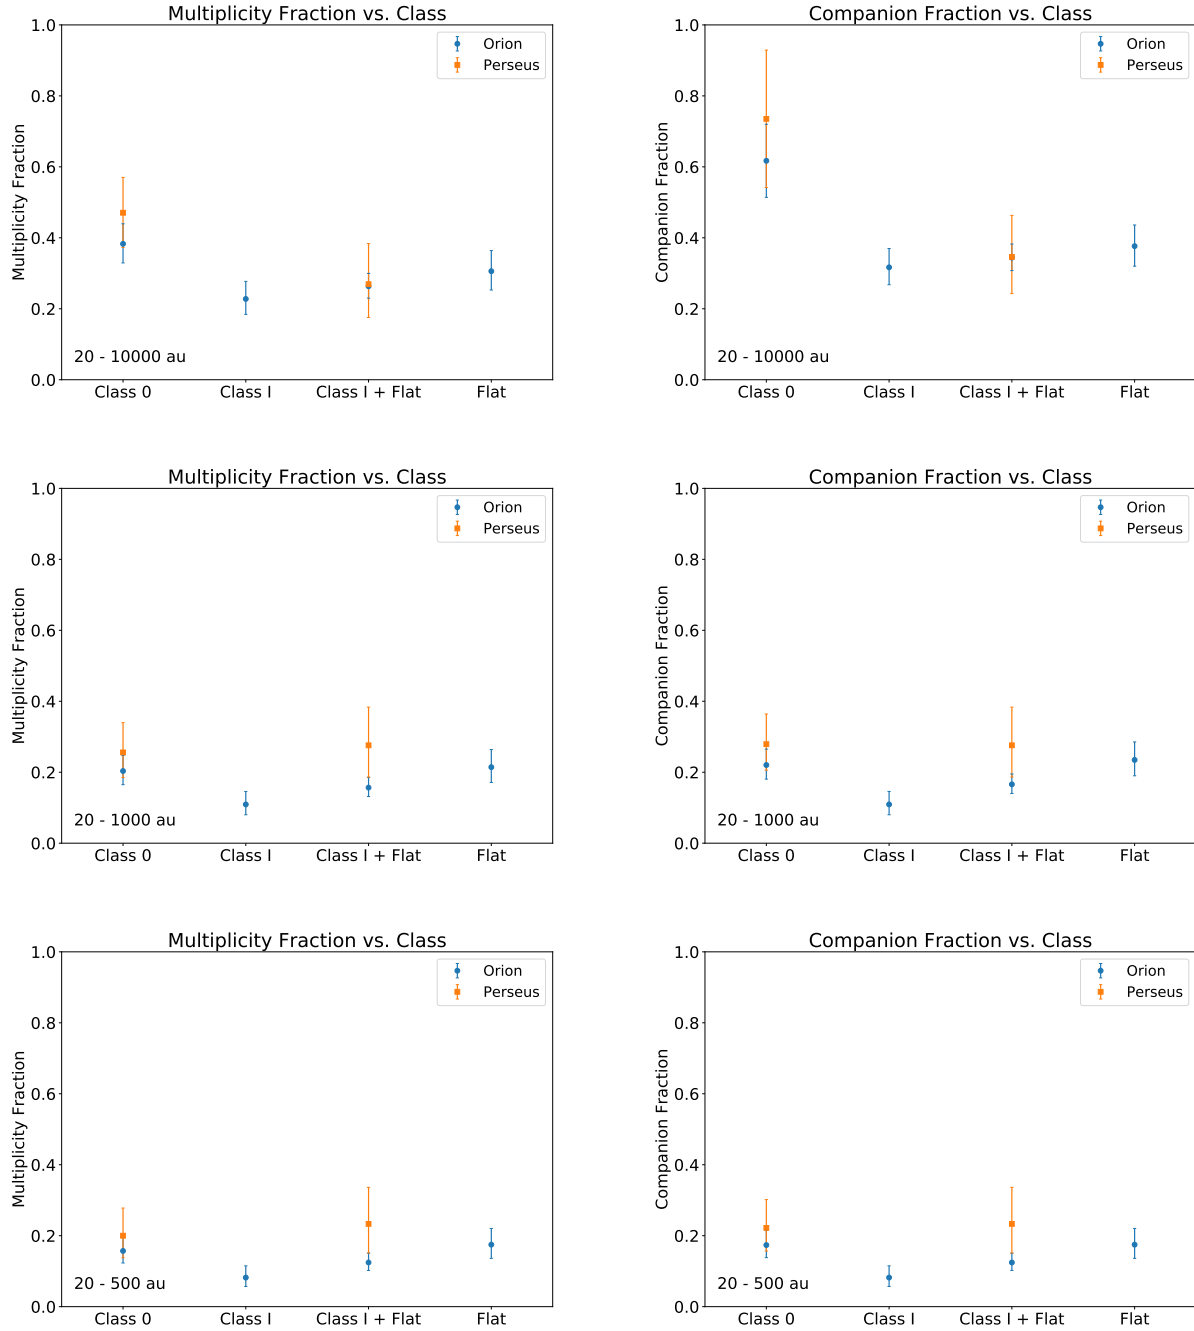 Multiplicity Fraction vs. Class
1.0
0.8
0.6
0.4
0.2
0.0
Multiplicity Fraction
Orion
Perseus
20 - 10000 au
Class 0
Class I
Class I + Flat
Flat
Companion Fraction vs. Class
1.0
0.8
0.6
0.4
0.2
0.0
Companion Fraction
Orion
Perseus
20 - 10000 au
Class 0
Class I
Class I + Flat
Flat
Multiplicity Fraction vs. Class
1.0
0.8
0.6
0.4
0.2
0.0
Multiplicity Fraction
Orion
Perseus
20 - 1000 au
Class 0
Class I
Class I + Flat
Flat
Companion Fraction vs. Class
1.0
0.8
0.6
0.4
0.2
0.0
Companion Fraction
Orion
Perseus
20 - 1000 au
Class 0
Class I
Class I + Flat
Flat
Multiplicity Fraction vs. Class
1.0
0.8
0.6
0.4
0.2
0.0
Multiplicity Fraction
Orion
Perseus
20 - 500 au
Class 0
Class I
Class I + Flat
Flat
Companion Fraction vs. Class
1.0
0.8
0.6
0.4
0.2
0.0
Companion Fraction
Orion
Perseus
20 - 500 au
Class 0
Class I
Class I + Flat
Flat